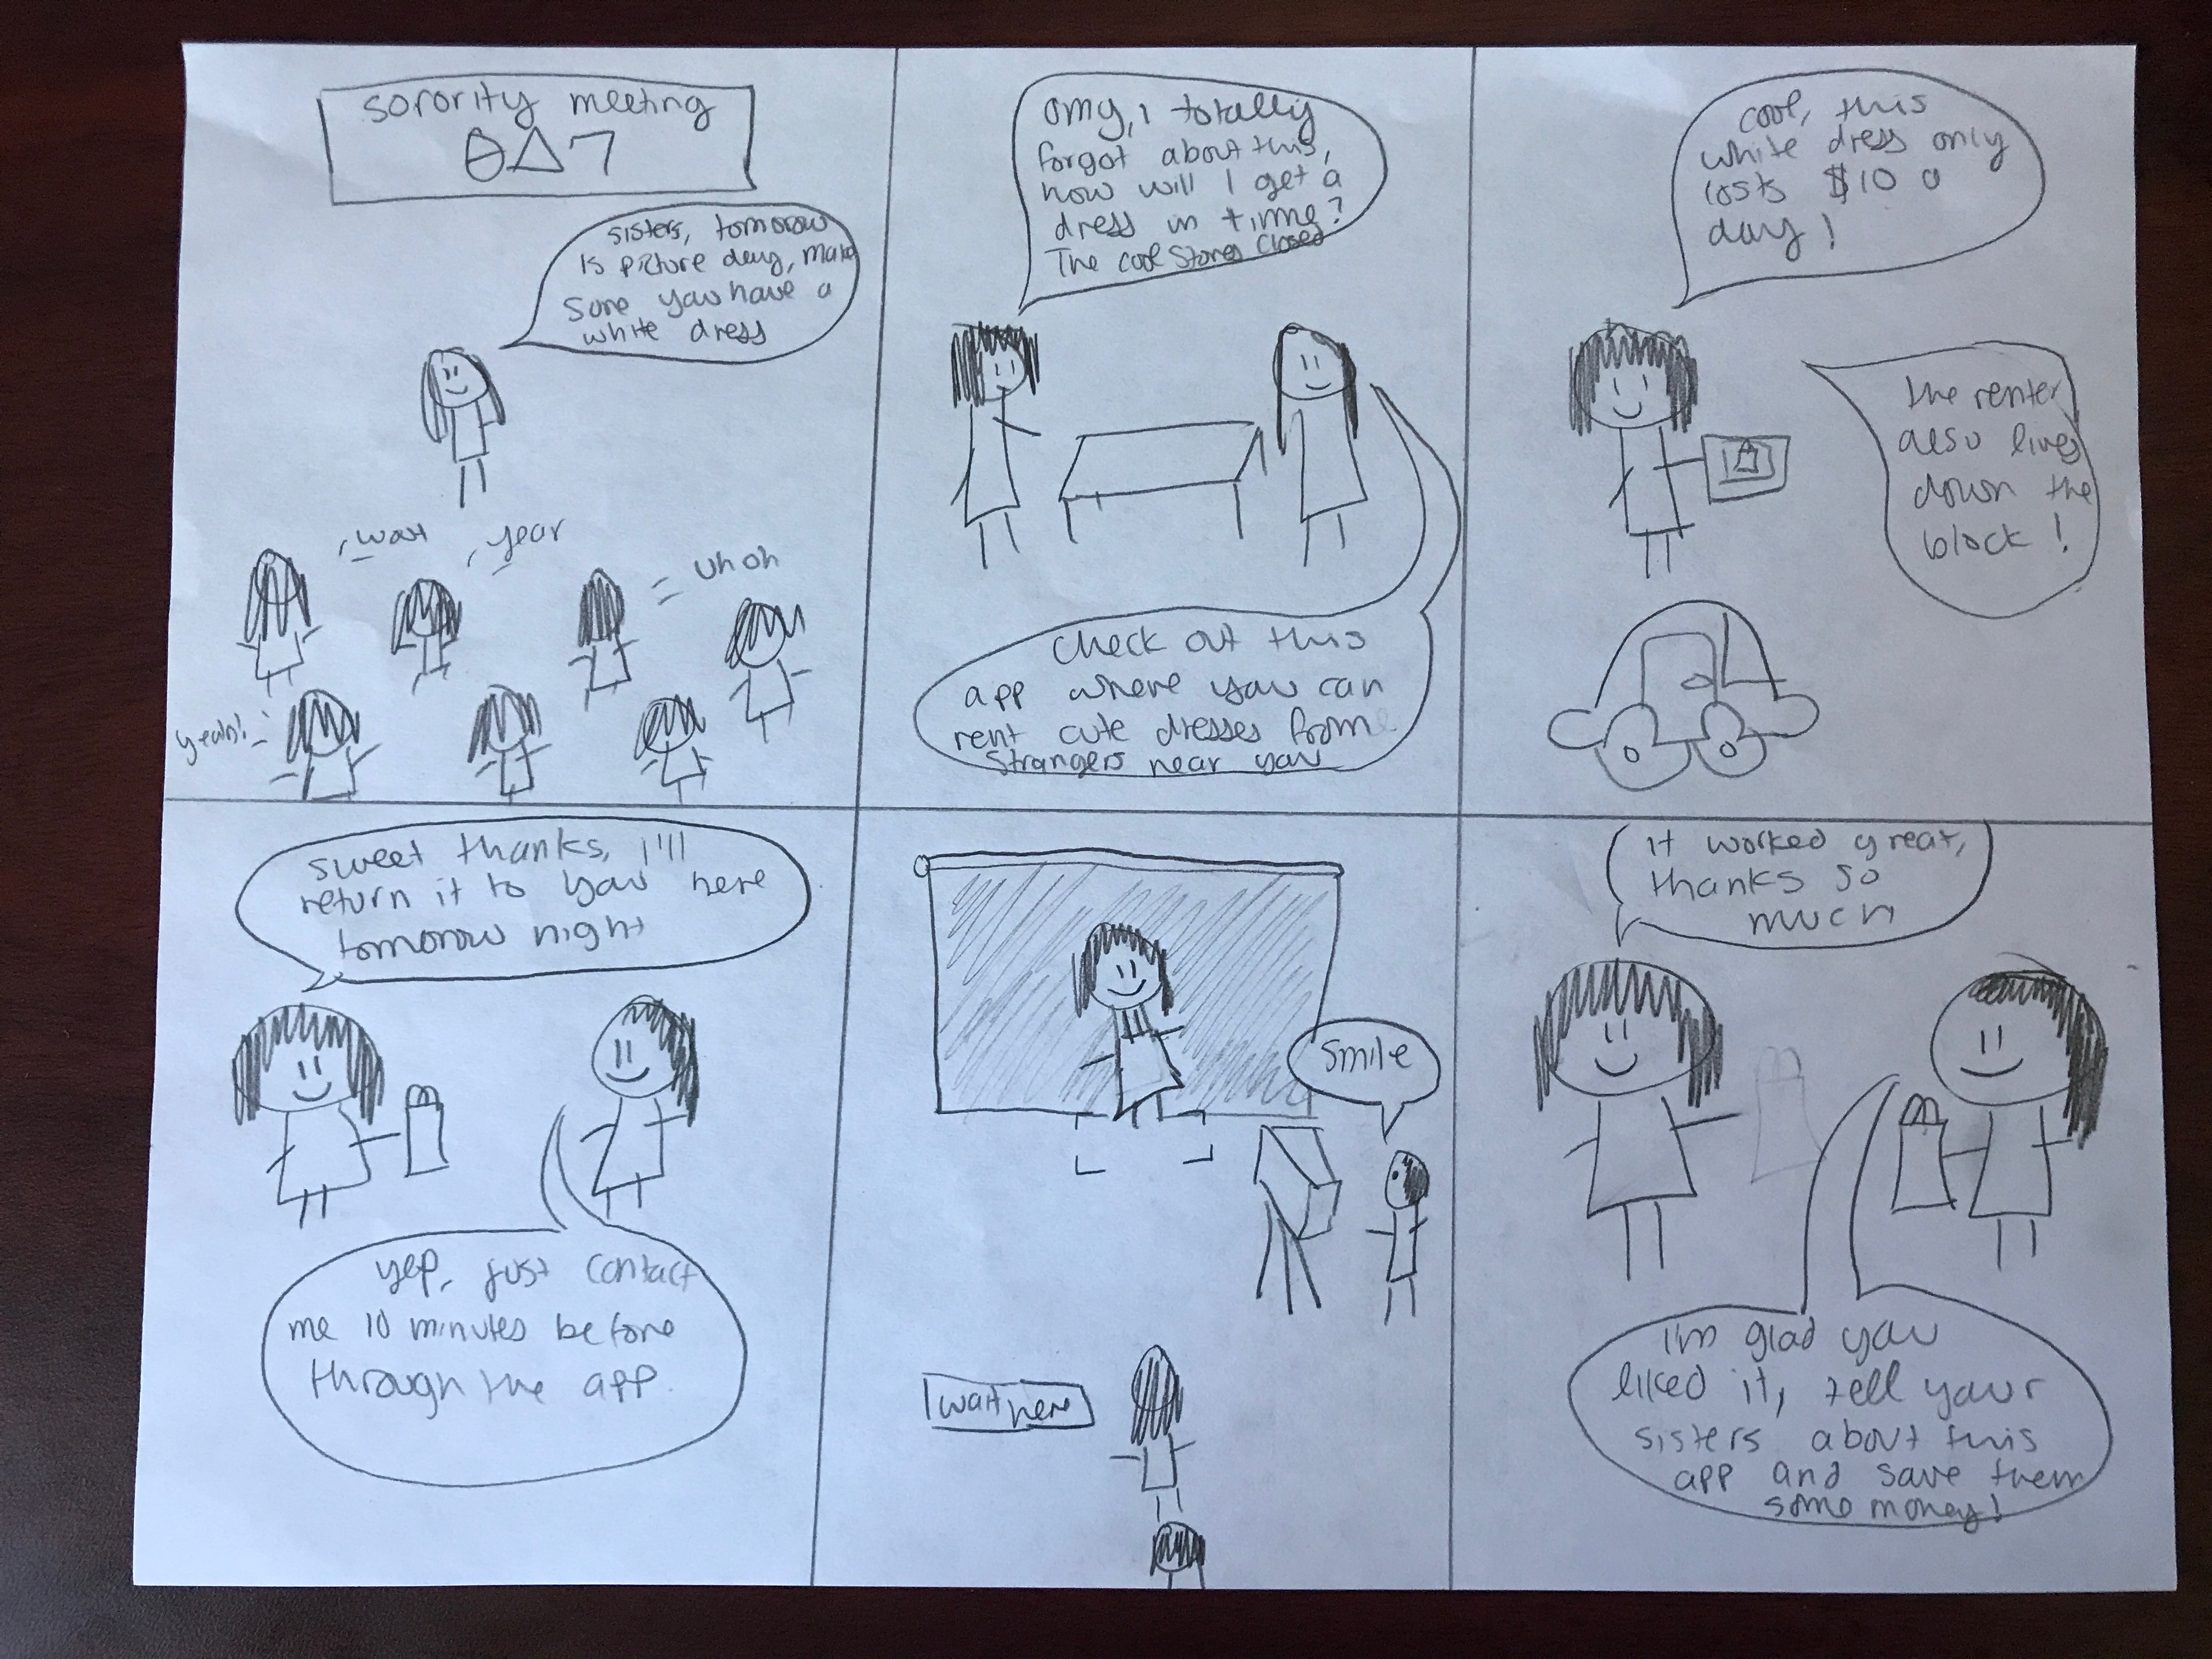 sorority meeting
ΘΔ
sisters, tomorrow
is picture day, make
sure you have a
white dress
wait
yeah
uh oh
yeah!
omg, i totally
forgot about this,
how will I get a
dress in time?
The cool stores closed
check out this
app where you can
rent cute dresses from
strangers near you
cool, this
white dress only
costs $10 a
day!
the renter
also lives
down the
block!
sweet thanks, I'll
return it to you here
tomorrow night
yep, just contact
me 10 minutes before
through the app.
smile
wait here
it worked great,
thanks so
much
I'm glad you
liked it, tell your
sisters about this
app and save them
some money!